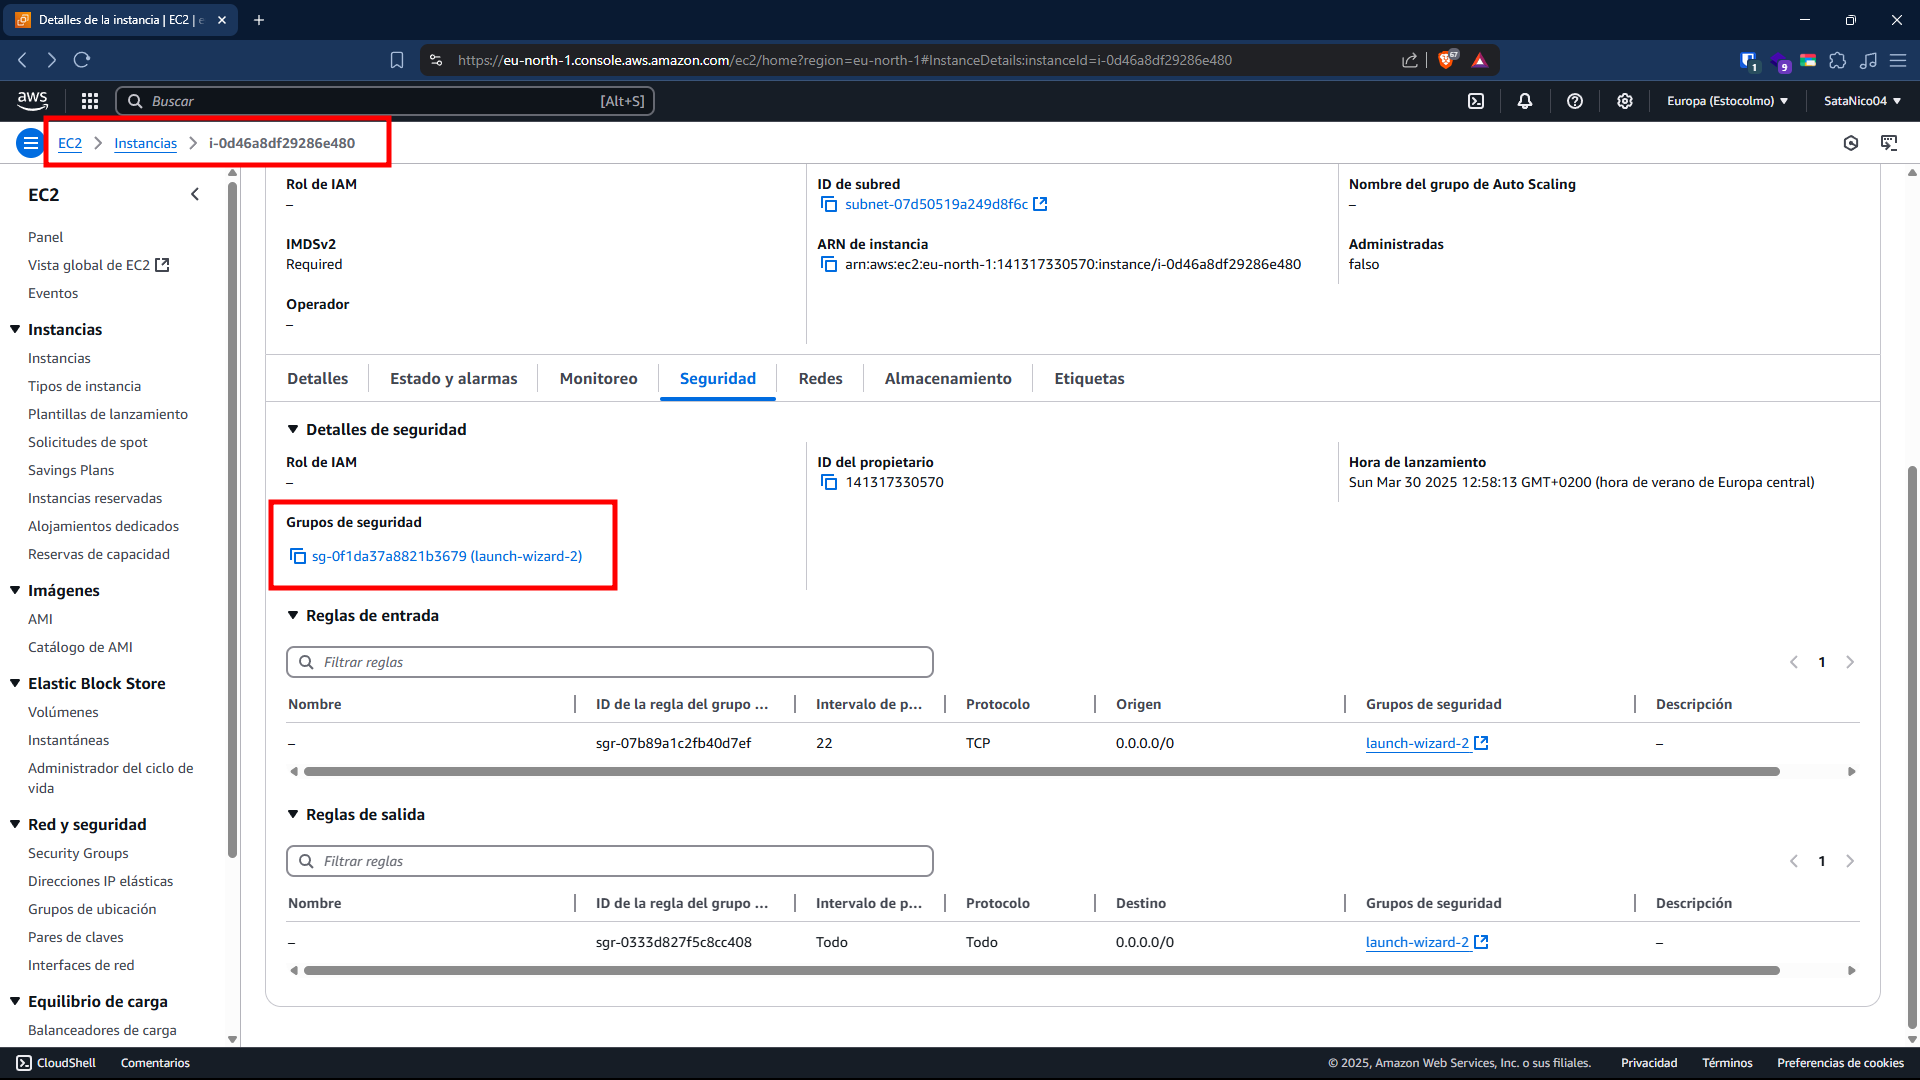 Detalles de la instancia | EC2 | e
https://eu-north-1.console.aws.amazon.com/ec2/home?region=eu-north-1#InstanceDetails:instanceId=i-0d46a8df29286e480
67
1
9
aws
Buscar
[Alt+S]
Europa (Estocolmo)
SataNico04
EC2
Instancias
i-0d46a8df29286e480
EC2
Panel
Vista global de EC2
Eventos
Instancias
Instancias
Tipos de instancia
Plantillas de lanzamiento
Solicitudes de spot
Savings Plans
Instancias reservadas
Alojamientos dedicados
Reservas de capacidad
Imágenes
AMI
Catálogo de AMI
Elastic Block Store
Volúmenes
Instantáneas
Administrador del ciclo de
vida
Red y seguridad
Security Groups
Direcciones IP elásticas
Grupos de ubicación
Pares de claves
Interfaces de red
Equilibrio de carga
Balanceadores de carga
Rol de IAM
–
ID de subred
subnet-07d50519a249d8f6c
Nombre del grupo de Auto Scaling
–
IMDSv2
Required
ARN de instancia
arn:aws:ec2:eu-north-1:141317330570:instance/i-0d46a8df29286e480
Administradas
falso
Operador
–
Detalles
Estado y alarmas
Monitoreo
Seguridad
Redes
Almacenamiento
Etiquetas
Detalles de seguridad
Rol de IAM
–
ID del propietario
141317330570
Hora de lanzamiento
Sun Mar 30 2025 12:58:13 GMT+0200 (hora de verano de Europa central)
Grupos de seguridad
sg-0f1da37a8821b3679 (launch-wizard-2)
Reglas de entrada
Filtrar reglas
1
Nombre
ID de la regla del grupo ...
Intervalo de p...
Protocolo
Origen
Grupos de seguridad
Descripción
–
sgr-07b89a1c2fb40d7ef
22
TCP
0.0.0.0/0
launch-wizard-2
–
Reglas de salida
Filtrar reglas
1
Nombre
ID de la regla del grupo ...
Intervalo de p...
Protocolo
Destino
Grupos de seguridad
Descripción
–
sgr-0333d827f5c8cc408
Todo
Todo
0.0.0.0/0
launch-wizard-2
–
CloudShell
Comentarios
© 2025, Amazon Web Services, Inc. o sus filiales.
Privacidad
Términos
Preferencias de cookies